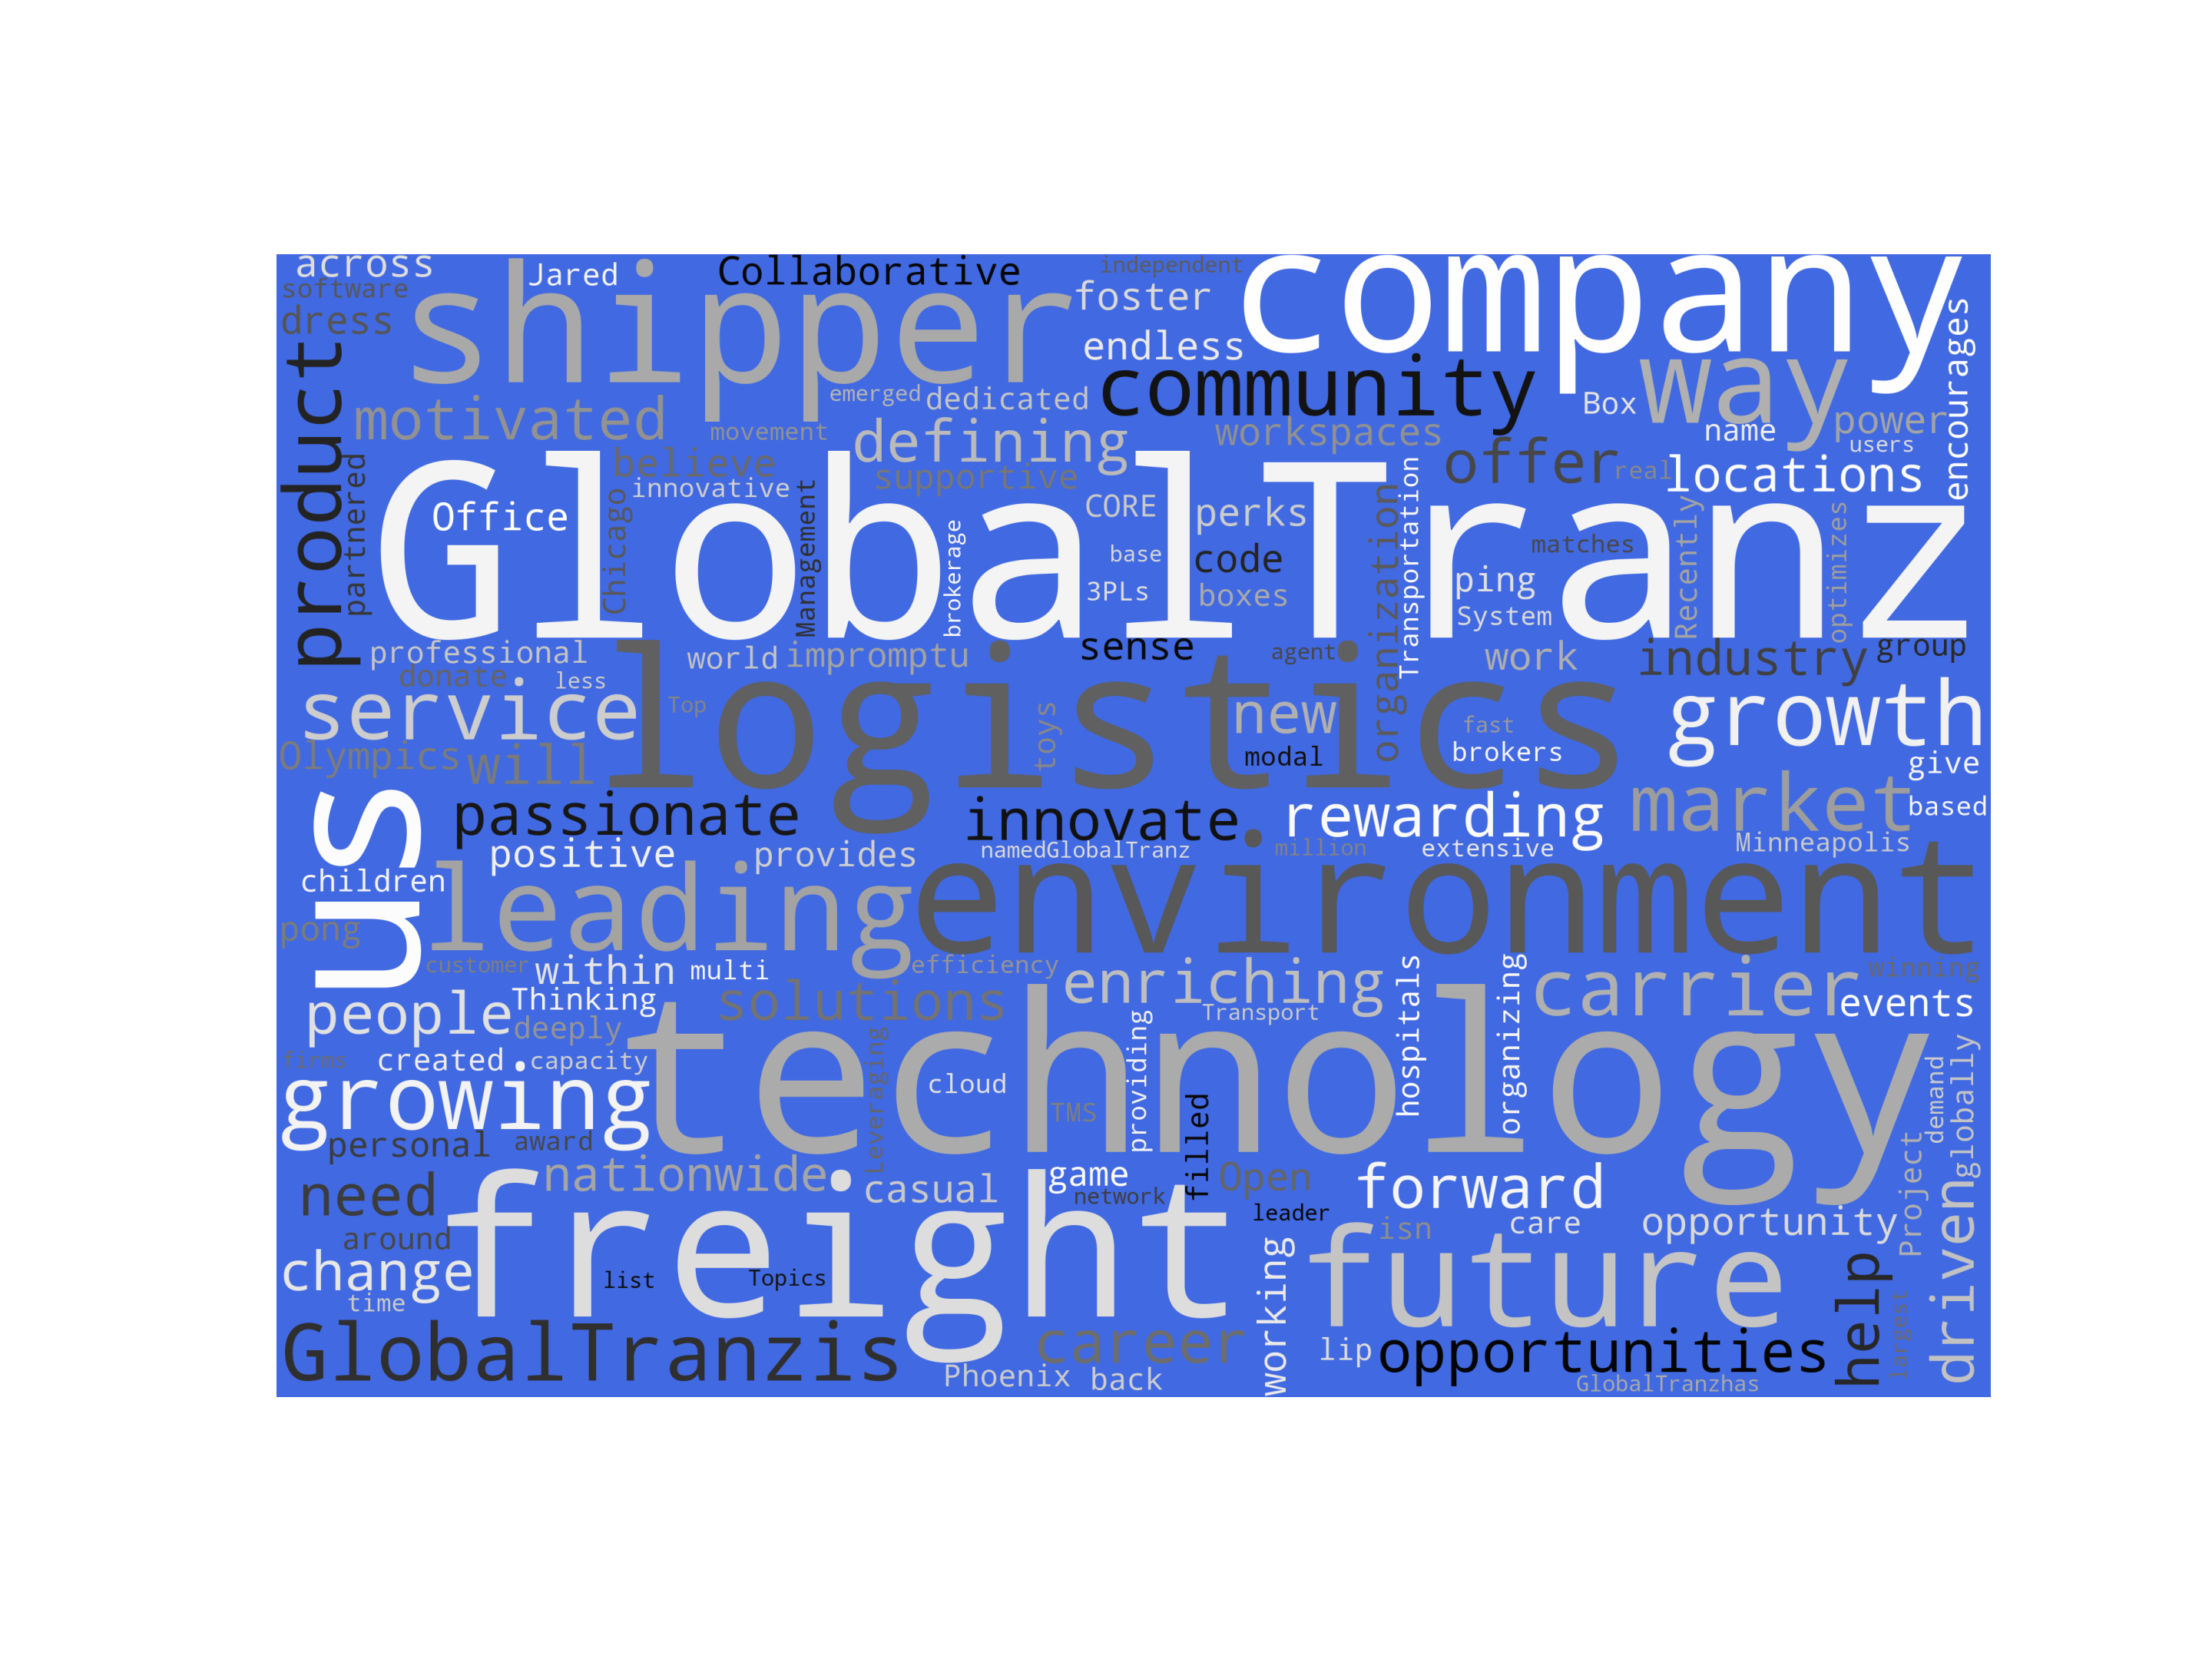 across
Jared
Collaborative
independent
company
software
shipper
foster
dress
endless
encourages
product
community
way
emerged
dedicated
Box
motivated
movement
defining
workspaces
name
power
users
partnered
GlobalTranz
believe
supportive
offer
real
locations
Office
innovative
Chicago
Management
brokerage
CORE
perks
organization
Transportation
Recently
optimizes
base
code
matches
3PLs
boxes
ping
System
professional
world
impromptu
sense
agent
work
industry
group
donate
less
logistics
service
Top
toys
new
fast
growth
Olympics
will
modal
brokers
give
us
passionate
innovate
rewarding
market
based
positive
provides
namedGlobalTranz
million
extensive
Minneapolis
children
leading
environment
pong
customer
within
multi
efficiency
enriching
hospitals
organizing
carrier
winning
people
Thinking
solutions
Transport
events
deeply
technology
firms
created
capacity
Leveraging
cloud
TMS
providing
filled
demand
globally
growing
personal
award
nationwide
casual
game
network
Open
forward
Project
need
freight
leader
isn
care
opportunity
driven
around
change
list
Topics
working
future
help
largest
time
GlobalTranzis
career
lip
opportunities
Phoenix
back
GlobalTranzhas